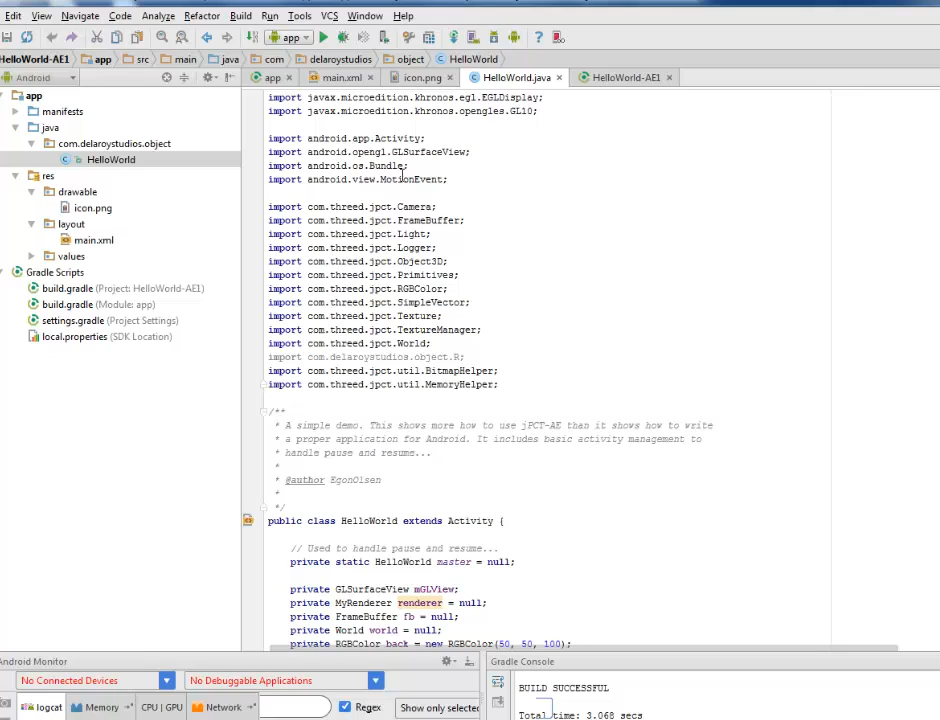 Edit View Navigate Code Analyze Refactor Build Run Tools VCS Window Help
app
HelloWorld-AE1 app src main java com delaroystudios object HelloWorld
Android
app main.xml icon.png HelloWorld.java HelloWorld-AE1
app
manifests
java
com.delaroystudios.object
HelloWorld
res
drawable
icon.png
layout
main.xml
values
Gradle Scripts
build.gradle (Project: HelloWorld-AE1)
build.gradle (Module: app)
settings.gradle (Project Settings)
local.properties (SDK Location)
import javax.microedition.khronos.egl.EGLDisplay;
import javax.microedition.khronos.opengles.GL10;
import android.app.Activity;
import android.opengl.GLSurfaceView;
import android.os.Bundle;
import android.view.MotionEvent;
import com.threed.jpct.Camera;
import com.threed.jpct.FrameBuffer;
import com.threed.jpct.Light;
import com.threed.jpct.Logger;
import com.threed.jpct.Object3D;
import com.threed.jpct.Primitives;
import com.threed.jpct.RGBColor;
import com.threed.jpct.SimpleVector;
import com.threed.jpct.Texture;
import com.threed.jpct.TextureManager;
import com.threed.jpct.World;
import com.delaroystudios.object.R;
import com.threed.jpct.util.BitmapHelper;
import com.threed.jpct.util.MemoryHelper;
/**
* A simple demo. This shows more how to use jPCT-AE than it shows how to write
* a proper application for Android. It includes basic activity management to
* handle pause and resume...
*
* @author EgonOlsen
*
*/
public class HelloWorld extends Activity {
// Used to handle pause and resume...
private static HelloWorld master = null;
private GLSurfaceView mGLView;
private MyRenderer renderer = null;
private FrameBuffer fb = null;
private World world = null;
private RGBColor back = new RGBColor(50, 50, 100);
Android Monitor
No Connected Devices No Debuggable Applications
logcat Memory CPU | GPU Network Regex Show only selected
Gradle Console
BUILD SUCCESSFUL
Total time: 3.068 secs